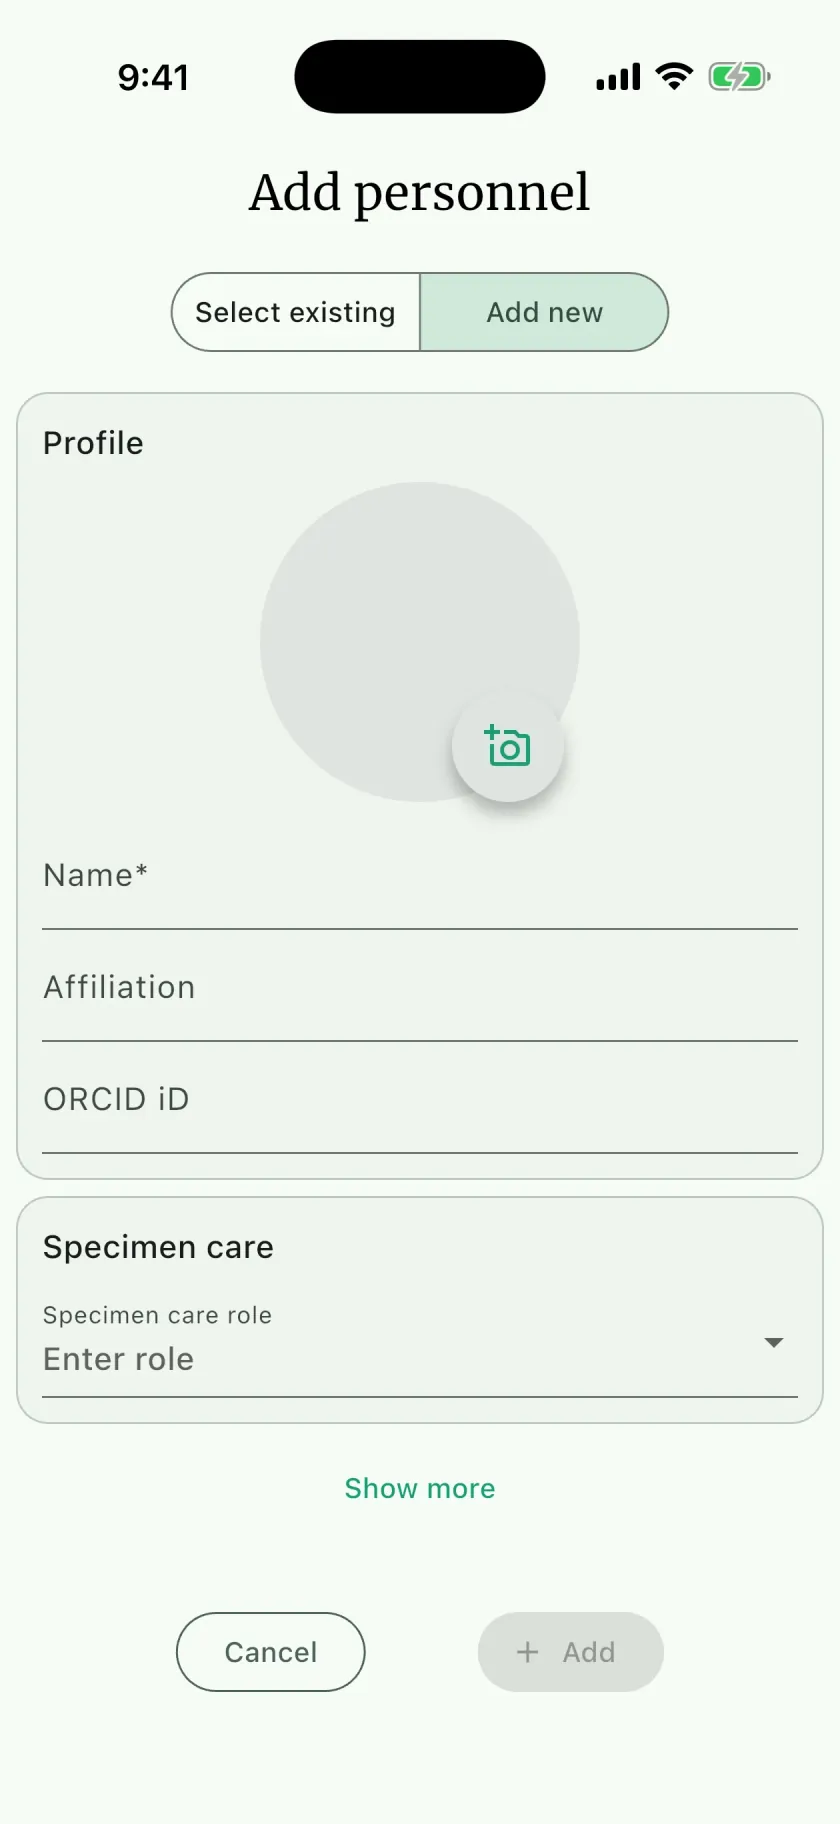 9:41
Add personnel
Select existing
Add new
Profile
Name*
Affiliation
ORCID iD
Specimen care
Specimen care role
Enter role
Show more
Cancel
+ Add